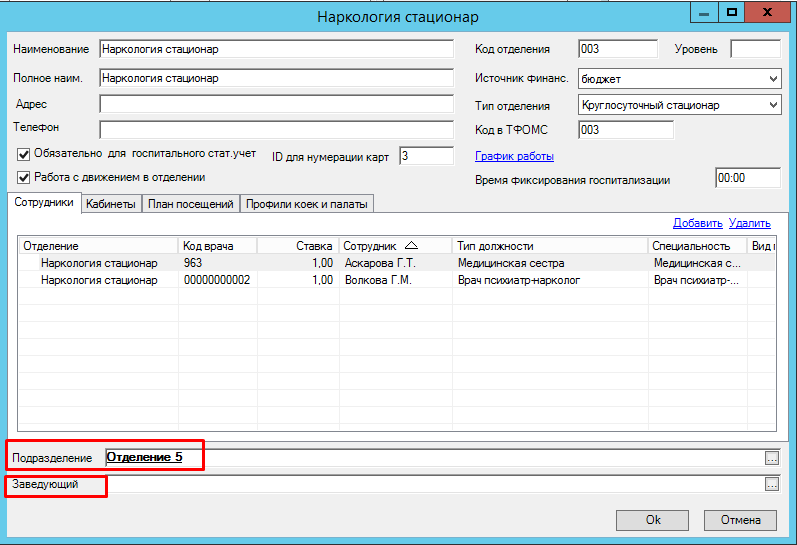 Наркология стационар
Наименование Наркология стационар Код отделения 003 Уровень
Полное наим. Наркология стационар Источник финанс. бюджет
Адрес Тип отделения Круглосуточный стационар
Телефон Код в ТФОМС 003
Обязательно для госпитального стат.учет ID для нумерации карт 3 График работы
Работа с движением в отделении Время фиксирования госпитализации 00:00
Сотрудники Кабинеты План посещений Профили коек и палаты
Добавить Удалить
Отделение Код врача Ставка Сотрудник Тип должности Специальность Вид
Наркология стационар 963 1,00 Аскарова Г.Т. Медицинская сестра Медицинская с...
Наркология стационар 00000000002 1,00 Волкова Г.М. Врач психиатр-нарколог Врач психиатр-...
Подразделение Отделение 5 ...
Заведующий ...
Ok Отмена